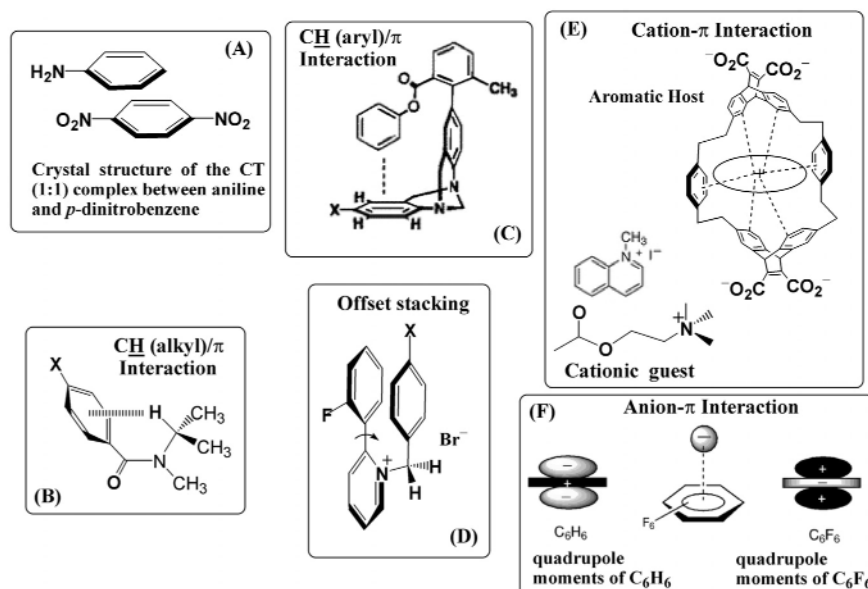 (A)
H₂N
O₂N
NO₂
Crystal structure of the CT
(1:1) complex between aniline
and p-dinitrobenzene
CH (alkyl)/π
Interaction
X
H
CH₃
CH₃
N
O
CH₃
(B)
CH (aryl)/π
Interaction
O
O
CH₃
N
N
H
X
H
H
(C)
Offset stacking
X
F
Br⁻
N⁺
H
H
(D)
(E)
Cation-π Interaction
⁻O₂C
CO₂⁻
Aromatic Host
+
CH₃
N
+ I⁻
O
O
N
+
⁻O₂C
CO₂⁻
Cationic guest
(F)
Anion-π Interaction
−
−
+
−
F₆
+
−
+
C₆H₆
C₆F₆
quadrupole
moments of C₆H₆
quadrupole
moments of C₆F₆